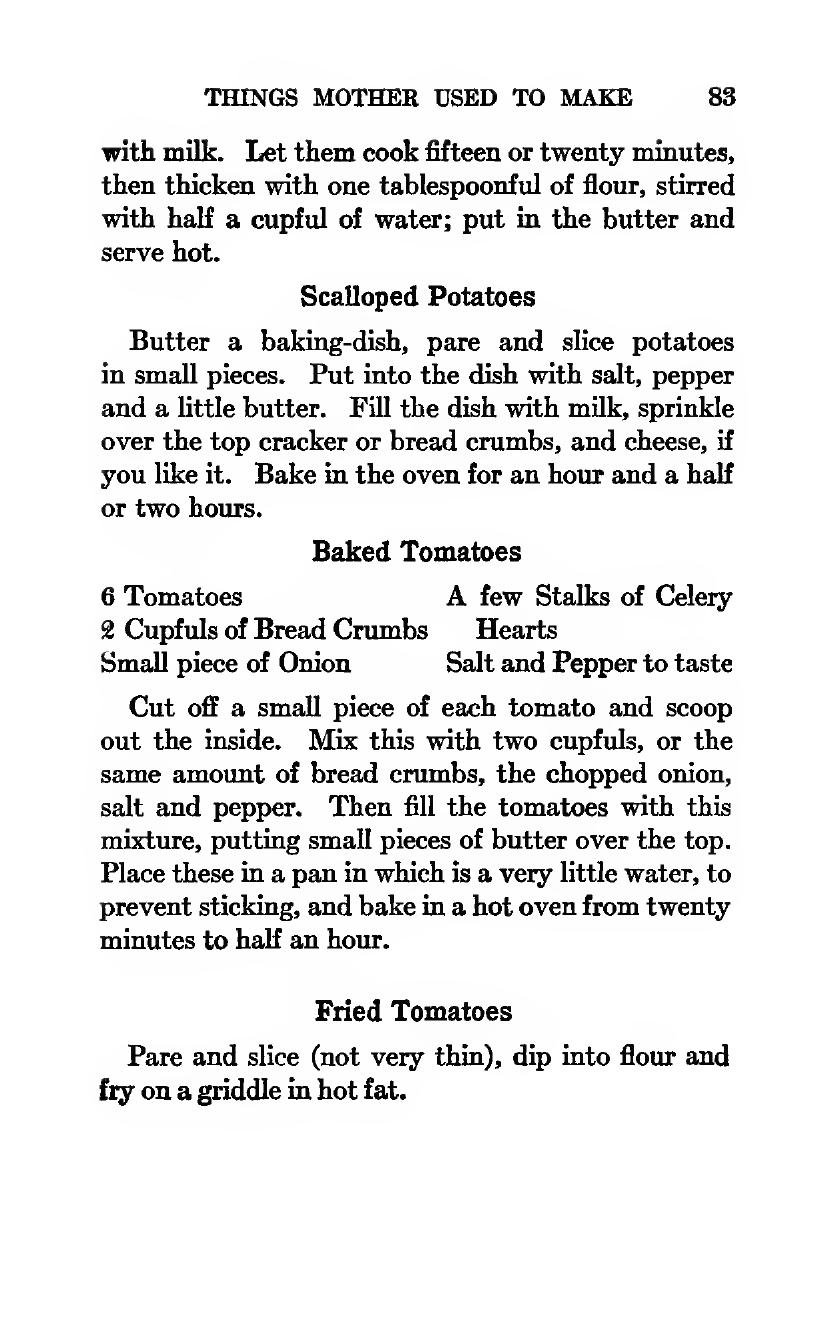 THINGS MOTHER USED TO MAKE 83
with milk. Let them cook fifteen or twenty minutes,
then thicken with one tablespoonful of flour, stirred
with half a cupful of water; put in the butter and
serve hot.
Scalloped Potatoes
Butter a baking-dish, pare and slice potatoes
in small pieces. Put into the dish with salt, pepper
and a little butter. Fill the dish with milk, sprinkle
over the top cracker or bread crumbs, and cheese, if
you like it. Bake in the oven for an hour and a half
or two hours.
Baked Tomatoes
6 Tomatoes
2 Cupfuls of Bread Crumbs
Small piece of Onion
A few Stalks of Celery
Hearts
Salt and Pepper to taste
Cut off a small piece of each tomato and scoop
out the inside. Mix this with two cupfuls, or the
same amount of bread crumbs, the chopped onion,
salt and pepper. Then fill the tomatoes with this
mixture, putting small pieces of butter over the top.
Place these in a pan in which is a very little water, to
prevent sticking, and bake in a hot oven from twenty
minutes to half an hour.
Fried Tomatoes
Pare and slice (not very thin), dip into flour and
fry on a griddle in hot fat.